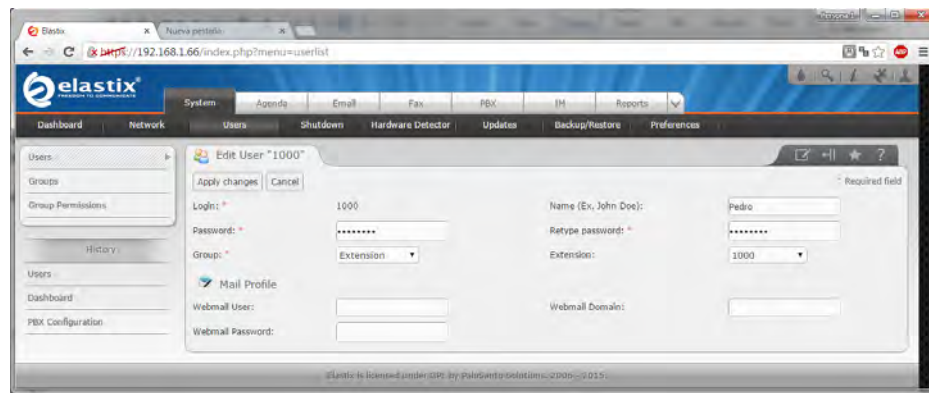 Elastix
Nueva pestaña
https://192.168.1.66/index.php?menu=userlist
elastix
FREEDOM TO COMMUNICATE
System Agenda Email Fax PBX IM Reports
Dashboard Network Users Shutdown Hardware Detector Updates Backup/Restore Preferences
Users
Groups
Group Permissions
History
Users
Dashboard
PBX Configuration
Edit User "1000"
Apply changes Cancel
* Required field
Login: * 1000 Name (Ex. John Doe): Pedro
Password: * •••••••• Retype password: * ••••••••
Group: * Extension Extension: 1000
Mail Profile
Webmail User: Webmail Domain:
Webmail Password:
Elastix is licensed under GPL by PaloSanto Solutions. 2006 - 2015.